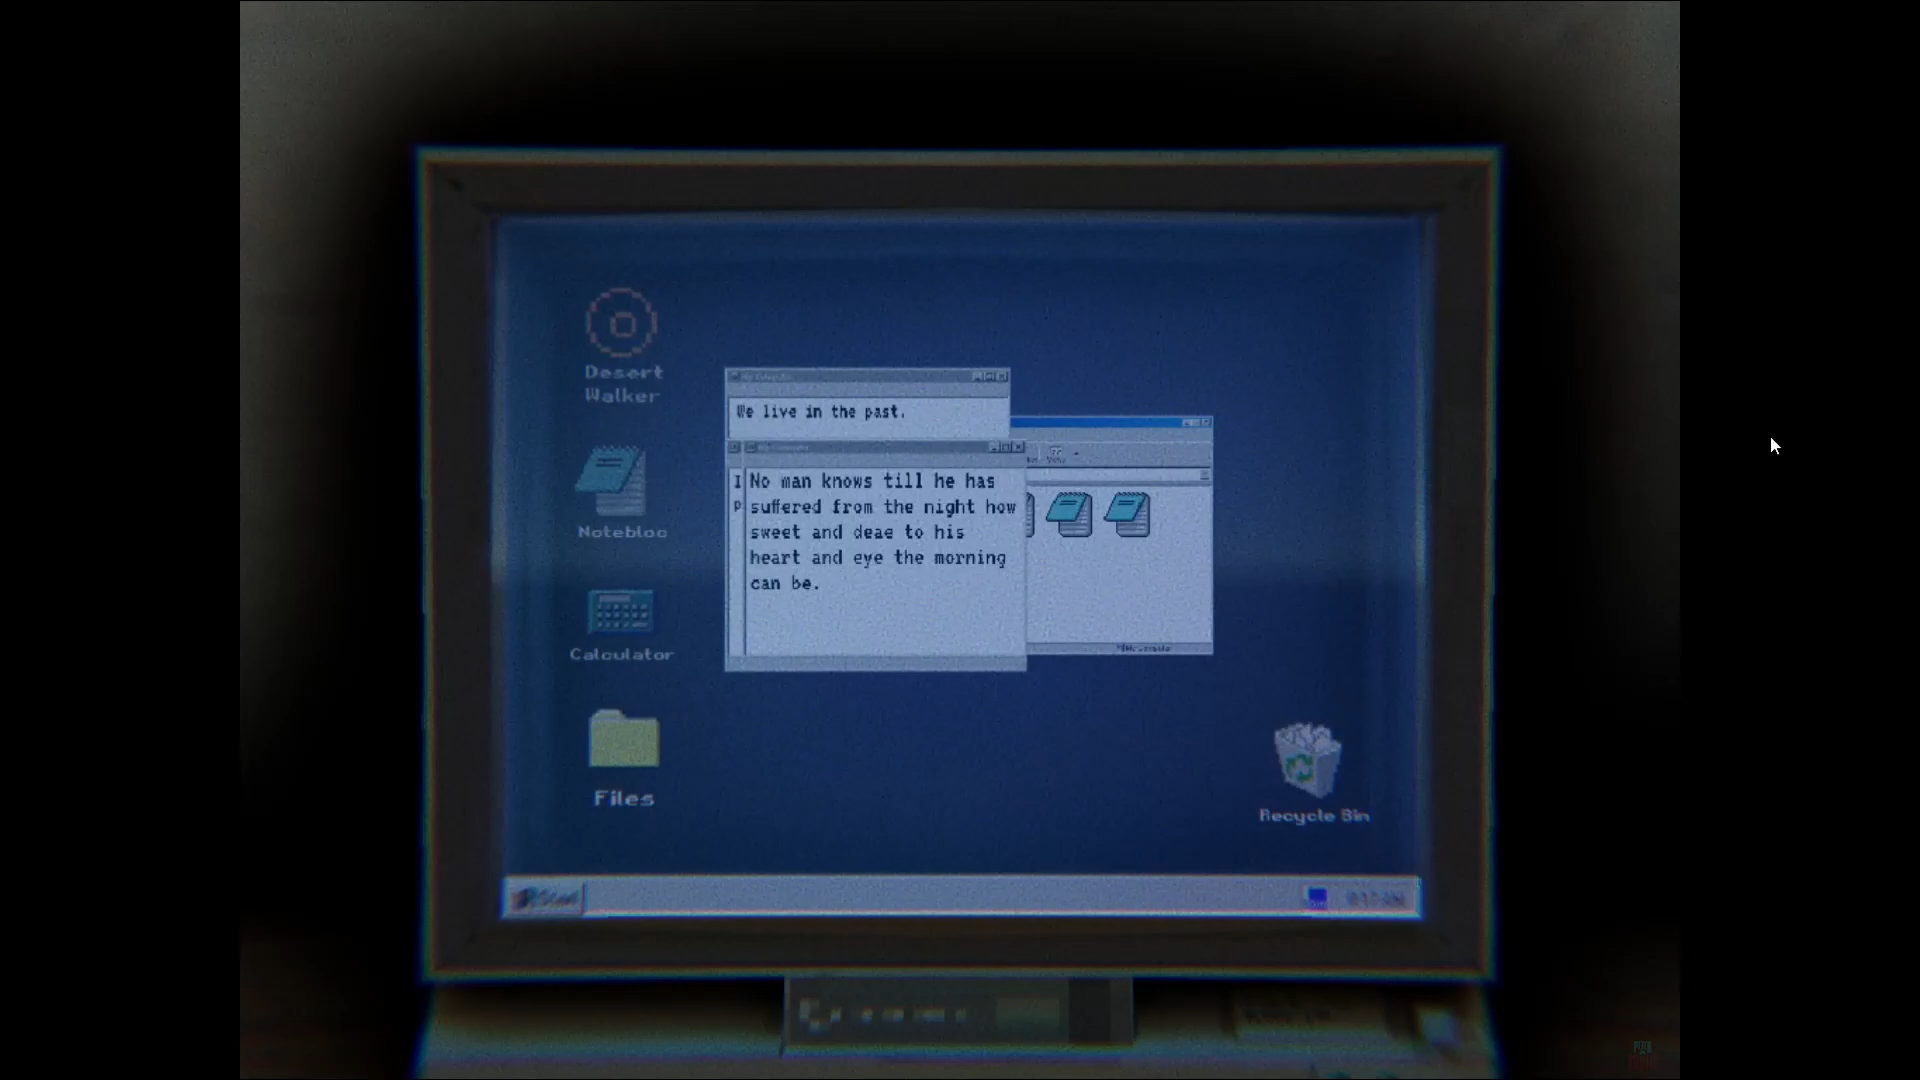 Desert
Walker
Notebloc
Calculator
Files
We live in the past.
I
p
No man knows till he has
suffered from the night how
sweet and deae to his
heart and eye the morning
can be.
Recycle Bin
Start